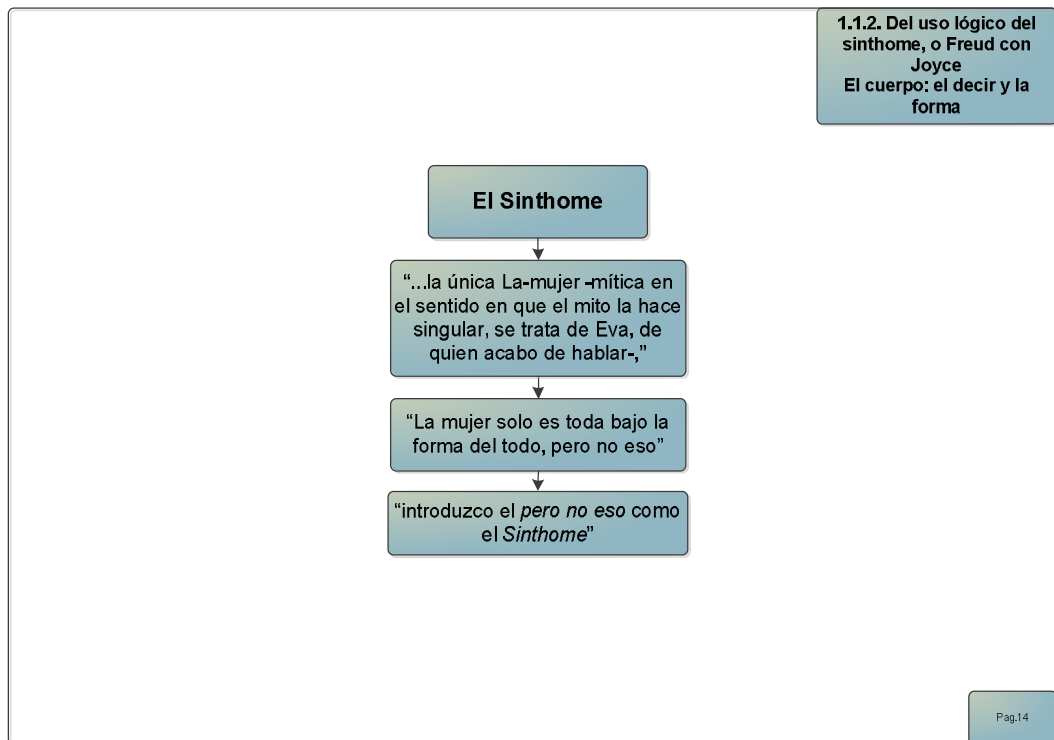 1.1.2. Del uso lógico del
sinthome, o Freud con
Joyce
El cuerpo: el decir y la
forma
El Sinthome
“...la única La-mujer -mítica en
el sentido en que el mito la hace
singular, se trata de Eva, de
quien acabo de hablar-,”
“La mujer solo es toda bajo la
forma del todo, pero no eso”
“introduzco el pero no eso como
el Sinthome”
Pag.14